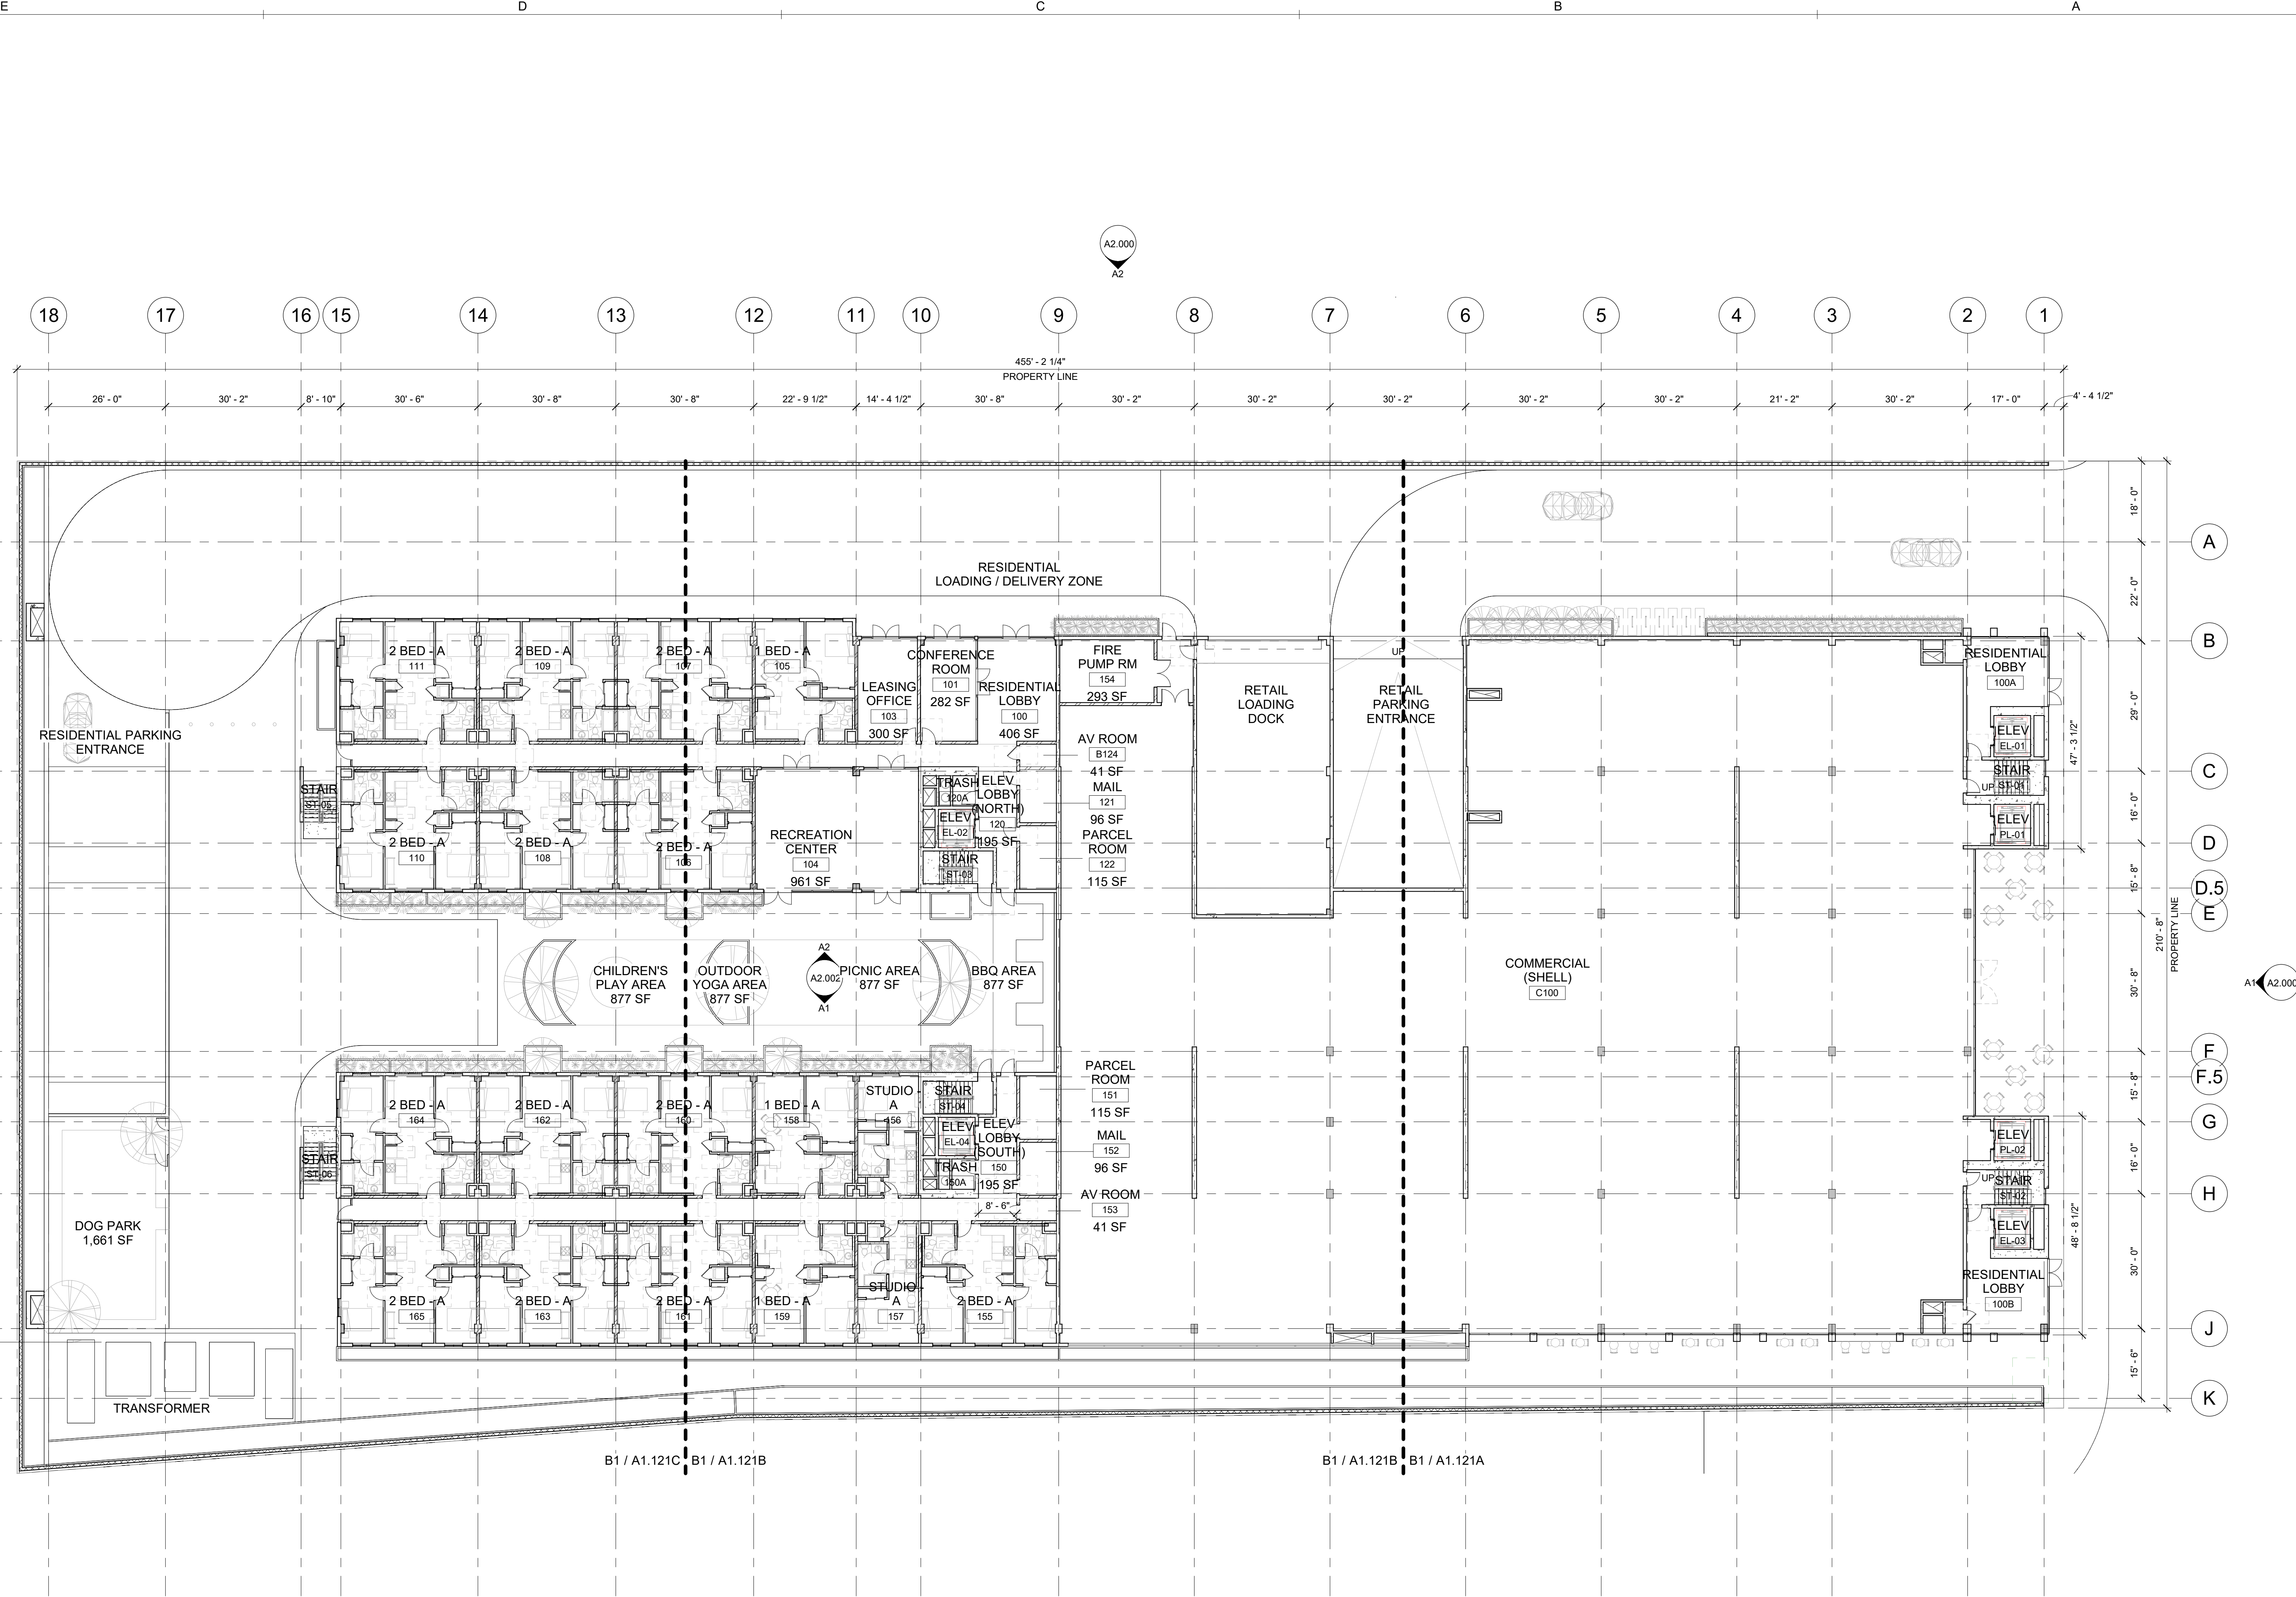 E
D
C
B
A
A2.000
A2
18
17
16
15
14
13
12
11
10
9
8
7
6
5
4
3
2
1
455' - 2 1/4"
PROPERTY LINE
26' - 0"
30' - 2"
8' - 10"
30' - 6"
30' - 8"
30' - 8"
22' - 9 1/2"
14' - 4 1/2"
30' - 8"
30' - 2"
30' - 2"
30' - 2"
30' - 2"
30' - 2"
21' - 2"
30' - 2"
17' - 0"
4' - 4 1/2"
18' - 0"
A
22' - 0"
B
29' - 0"
C
16' - 0"
D
15' - 8"
D.5
E
210' - 8"
PROPERTY LINE
30' - 8"
A1
A2.000
F
F.5
15' - 8"
G
16' - 0"
H
30' - 0"
J
15' - 6"
K
47' - 3 1/2"
48' - 8 1/2"
RESIDENTIAL
LOADING / DELIVERY ZONE
RESIDENTIAL PARKING
ENTRANCE
2 BED - A
111
2 BED - A
109
2 BED - A
107
1 BED - A
105
LEASING
OFFICE
103
300 SF
CONFERENCE
ROOM
101
282 SF
RESIDENTIAL
LOBBY
100
406 SF
FIRE
PUMP RM
154
293 SF
RETAIL
LOADING
DOCK
UP
RETAIL
PARKING
ENTRANCE
RESIDENTIAL
LOBBY
100A
ELEV
EL-01
STAIR
UP
ST-01
ELEV
PL-01
AV ROOM
B124
41 SF
MAIL
121
96 SF
PARCEL
ROOM
122
115 SF
STAIR
ST-05
2 BED - A
110
2 BED - A
108
2 BED - A
106
RECREATION
CENTER
104
961 SF
TRASH
120A
ELEV
EL-02
ELEV
LOBBY
(NORTH)
120
195 SF
STAIR
ST-03
CHILDREN'S
PLAY AREA
877 SF
OUTDOOR
YOGA AREA
877 SF
A2
A2.002
A1
PICNIC AREA
877 SF
BBQ AREA
877 SF
COMMERCIAL
(SHELL)
C100
2 BED - A
164
2 BED - A
162
2 BED - A
160
1 BED - A
158
STUDIO -
A
156
STAIR
ST-04
ELEV
EL-04
ELEV
LOBBY
(SOUTH)
150
195 SF
TRASH
150A
8' - 6"
PARCEL
ROOM
151
115 SF
MAIL
152
96 SF
AV ROOM
153
41 SF
STAIR
ST-06
ELEV
PL-02
UP
STAIR
ST-02
ELEV
EL-03
RESIDENTIAL
LOBBY
100B
DOG PARK
1,661 SF
2 BED - A
165
2 BED - A
163
2 BED - A
161
1 BED - A
159
STUDIO -
A
157
2 BED - A
155
TRANSFORMER
B1 / A1.121C
B1 / A1.121B
B1 / A1.121B
B1 / A1.121A